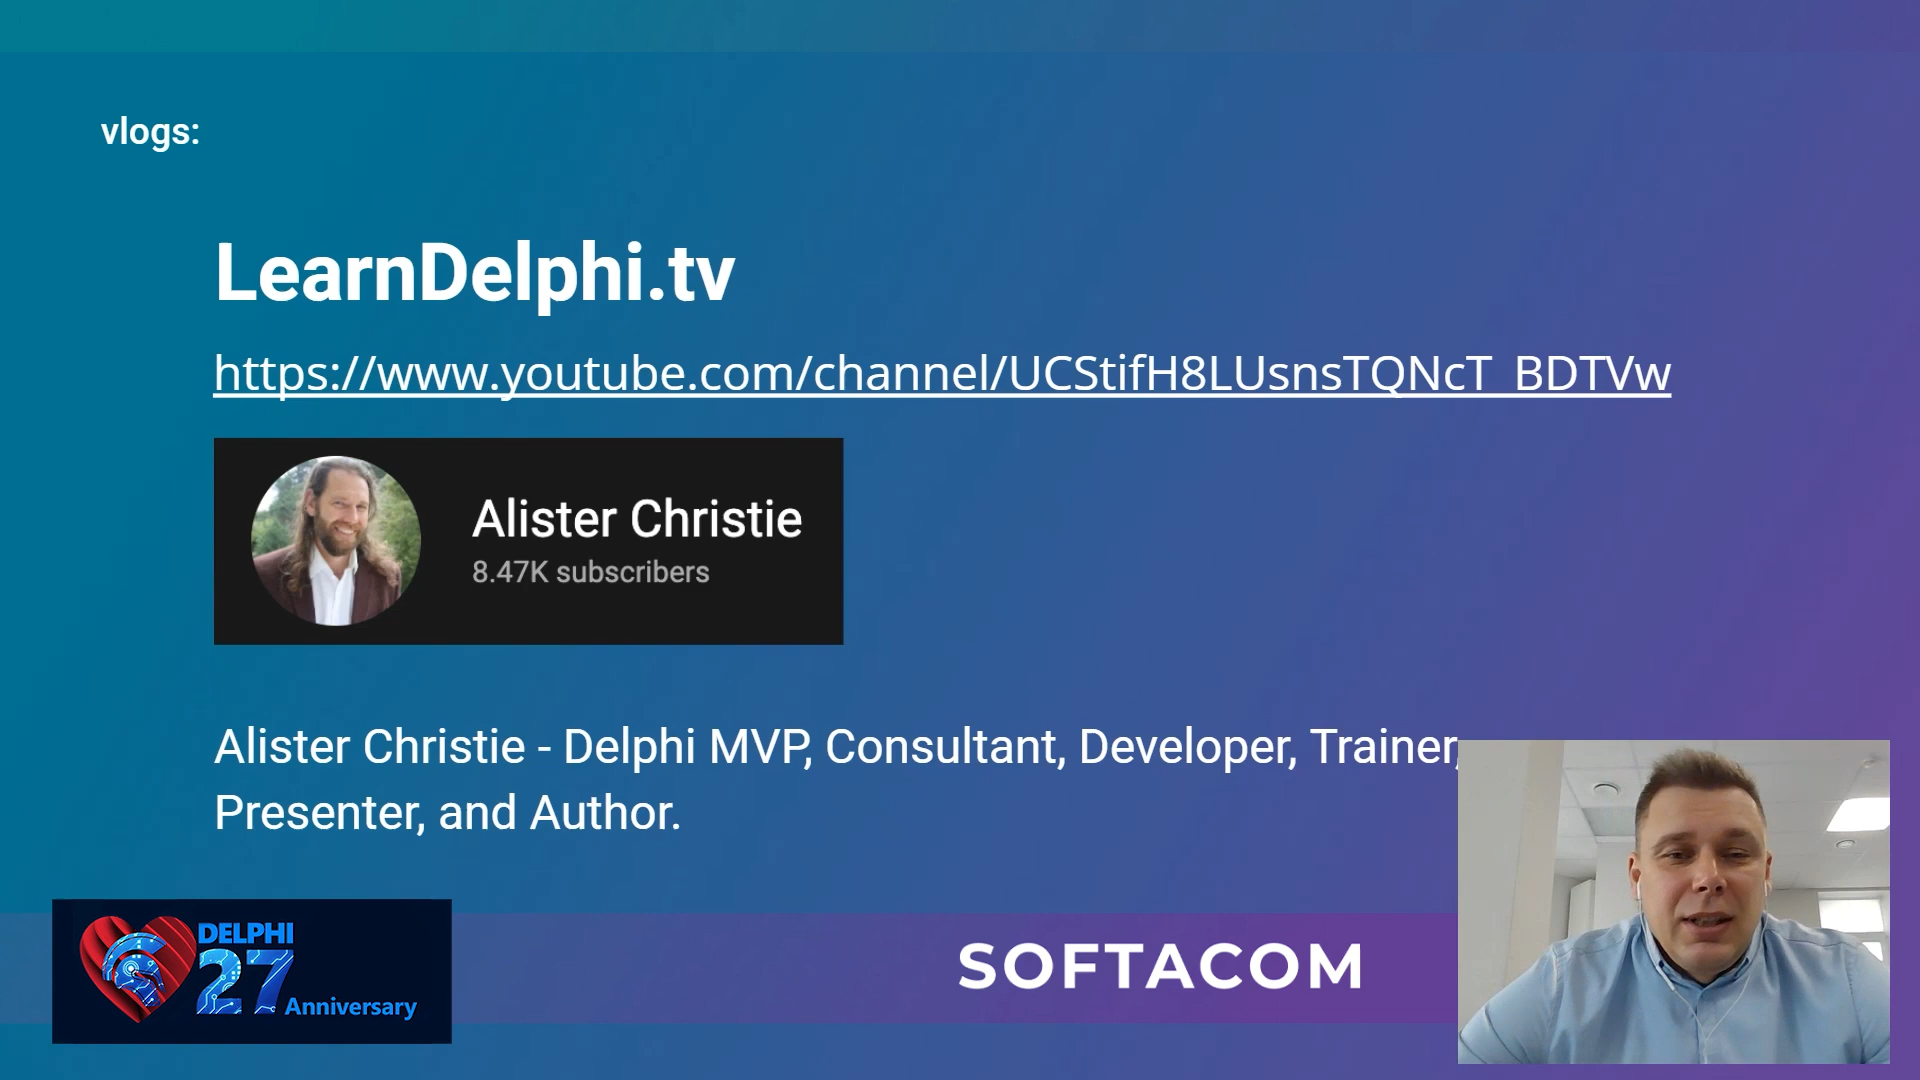 vlogs:
LearnDelphi.tv
https://www.youtube.com/channel/UCStifH8LUsnsTQNcT_BDTVw
Alister Christie
8.47K subscribers
Alister Christie - Delphi MVP, Consultant, Developer, Trainer,
Presenter, and Author.
DELPHI
27
Anniversary
SOFTACOM